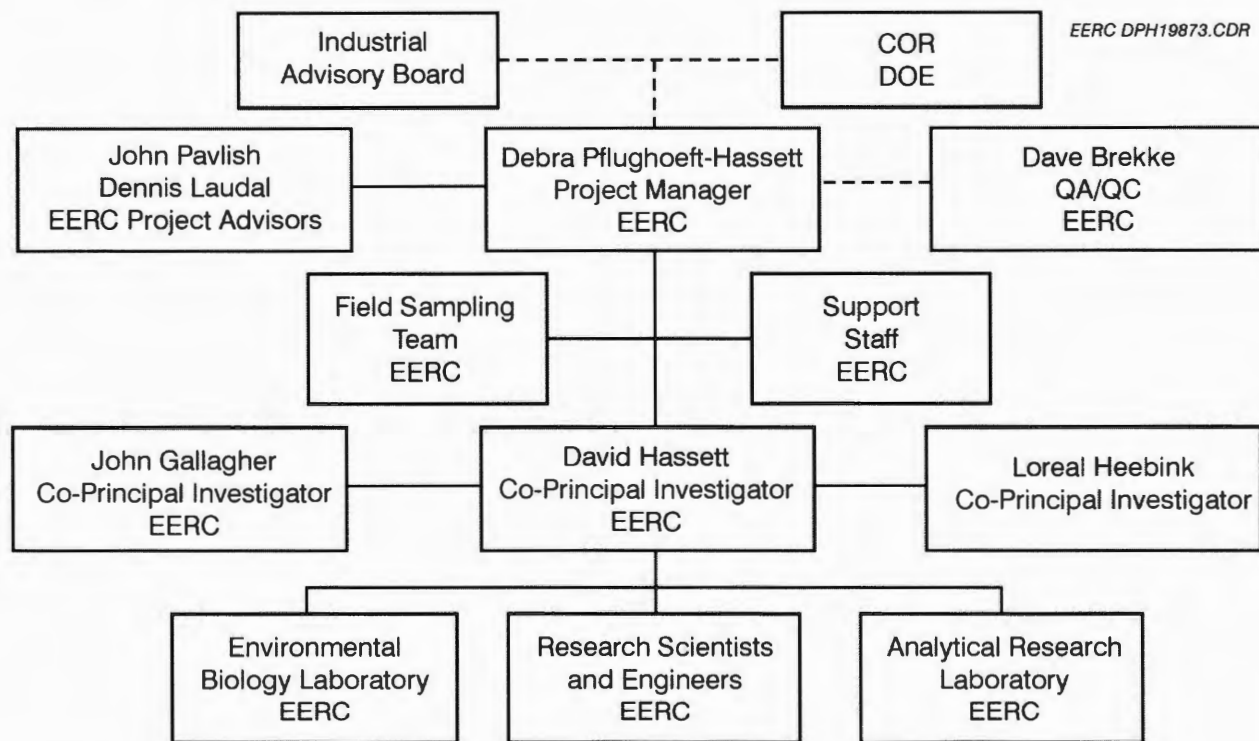 EERC DPH19873.CDR
Industrial
Advisory Board
COR
DOE
John Pavlish
Dennis Laudal
EERC Project Advisors
Debra Pflughoeft-Hassett
Project Manager
EERC
Dave Brekke
QA/QC
EERC
Field Sampling
Team
EERC
Support
Staff
EERC
John Gallagher
Co-Principal Investigator
EERC
David Hassett
Co-Principal Investigator
EERC
Loreal Heebink
Co-Principal Investigator
Environmental
Biology Laboratory
EERC
Research Scientists
and Engineers
EERC
Analytical Research
Laboratory
EERC